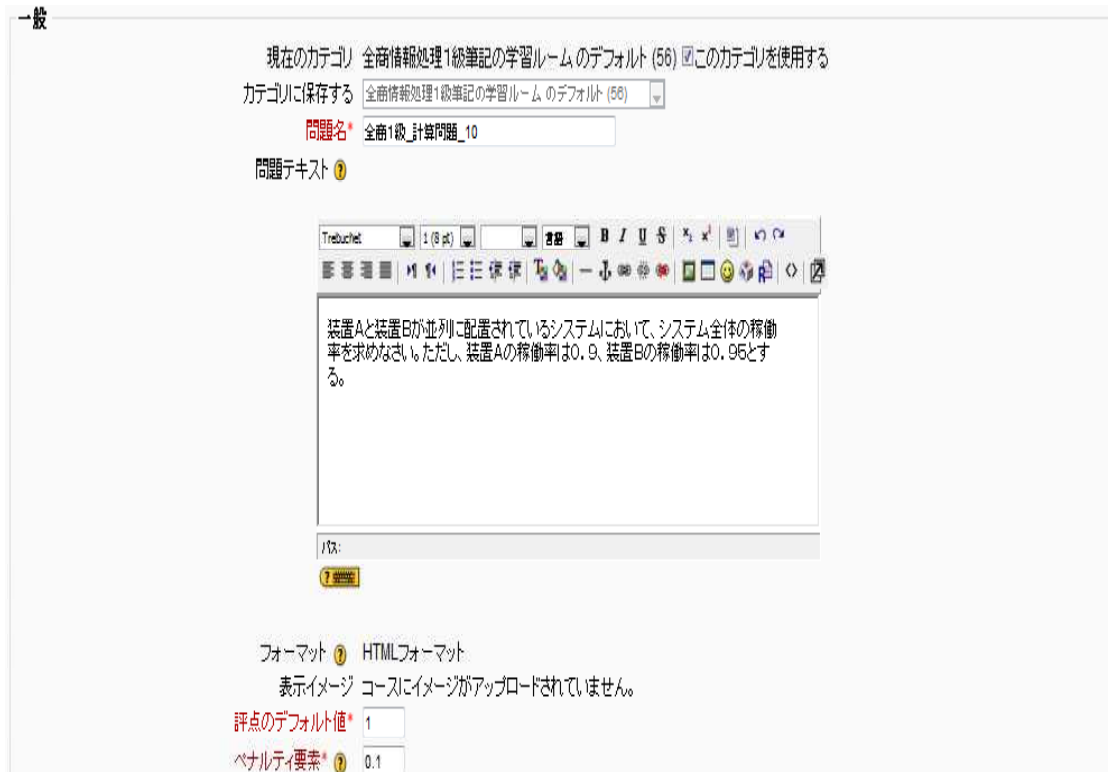 一般
現在のカテゴリ 全商情報処理1級筆記の学習ルーム のデフォルト (56) このカテゴリを使用する
カテゴリに保存する 全商情報処理1級筆記の学習ルーム のデフォルト (56)
問題名* 全商1級_計算問題_10
問題テキスト ?
Trebuchet 1 (8 pt) 言語 B I U S
装置Aと装置Bが並列に配置されているシステムにおいて、システム全体の稼働
率を求めなさい。ただし、装置Aの稼働率は0.9、装置Bの稼働率は0.95とす
る。
パス:
フォーマット ? HTMLフォーマット
表示イメージ コースにイメージがアップロードされていません。
評点のデフォルト値* 1
ペナルティ要素* ? 0.1